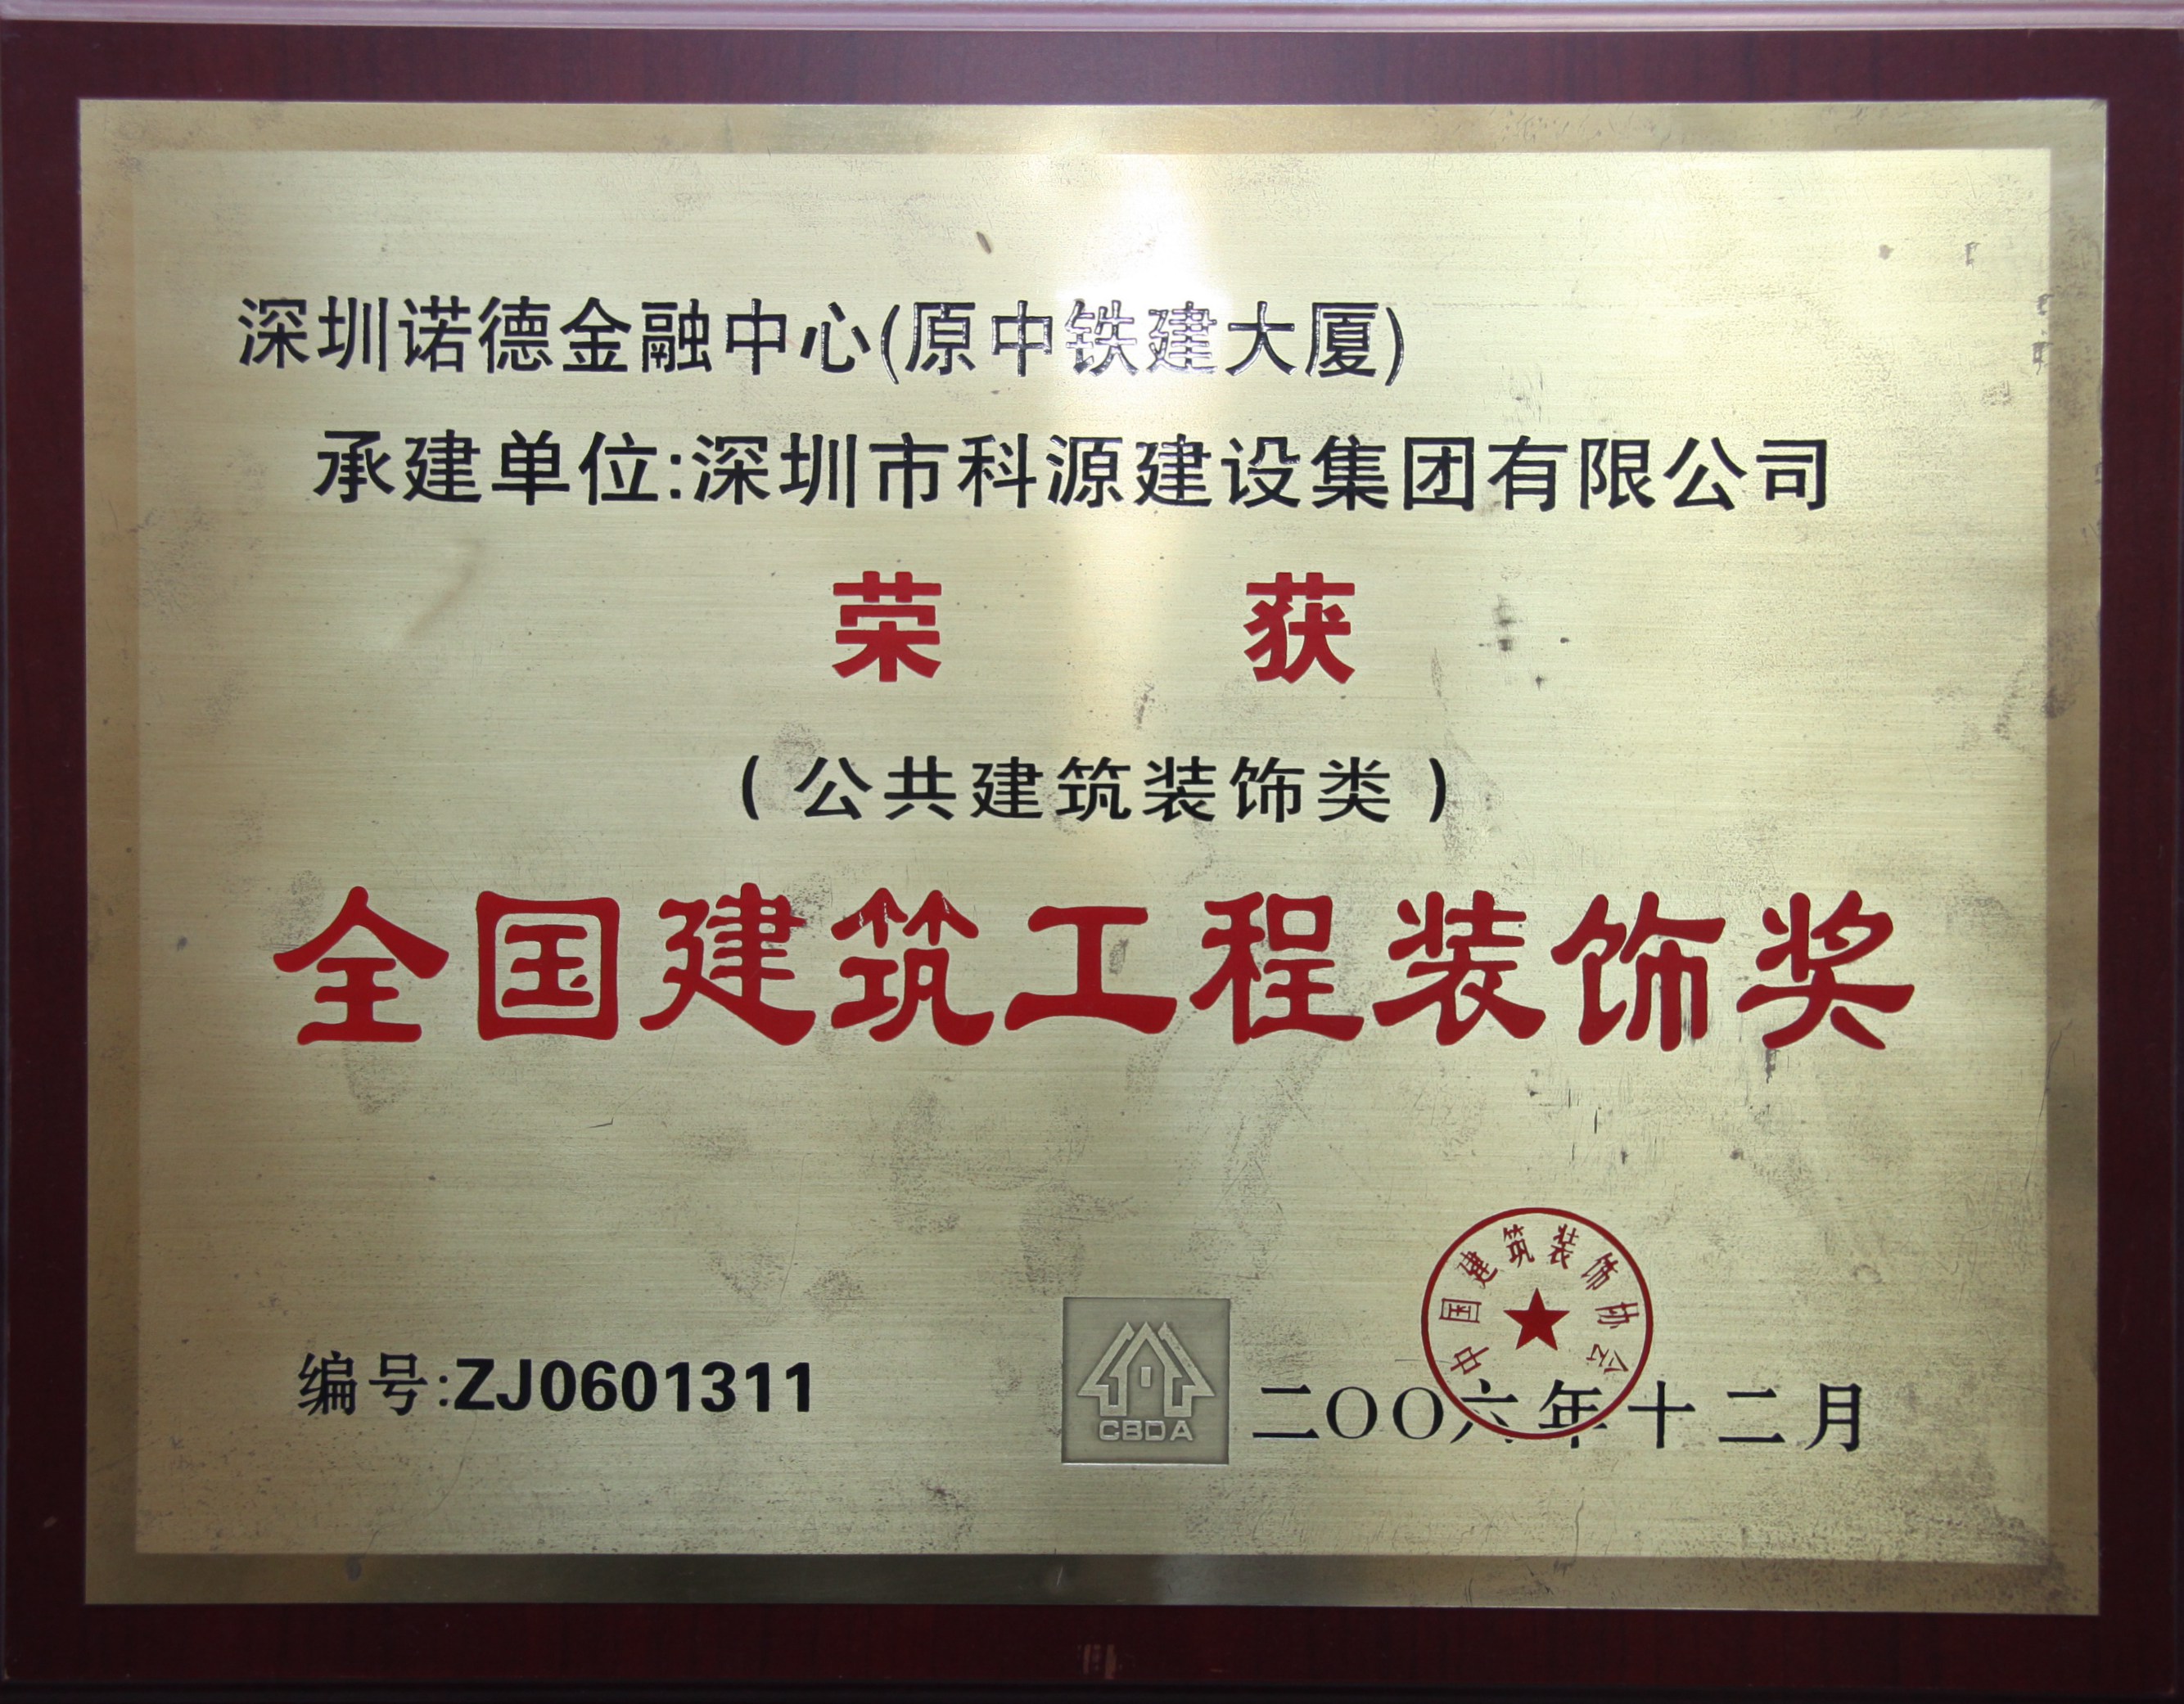 深圳诺德金融中心(原中铁建大厦)
承建单位:深圳市科源建设集团有限公司
荣 获
(公共建筑装饰类)
全国建筑工程装饰奖
中国建筑装饰协会
编号:ZJ0601311
CBDA
二〇〇六年十二月